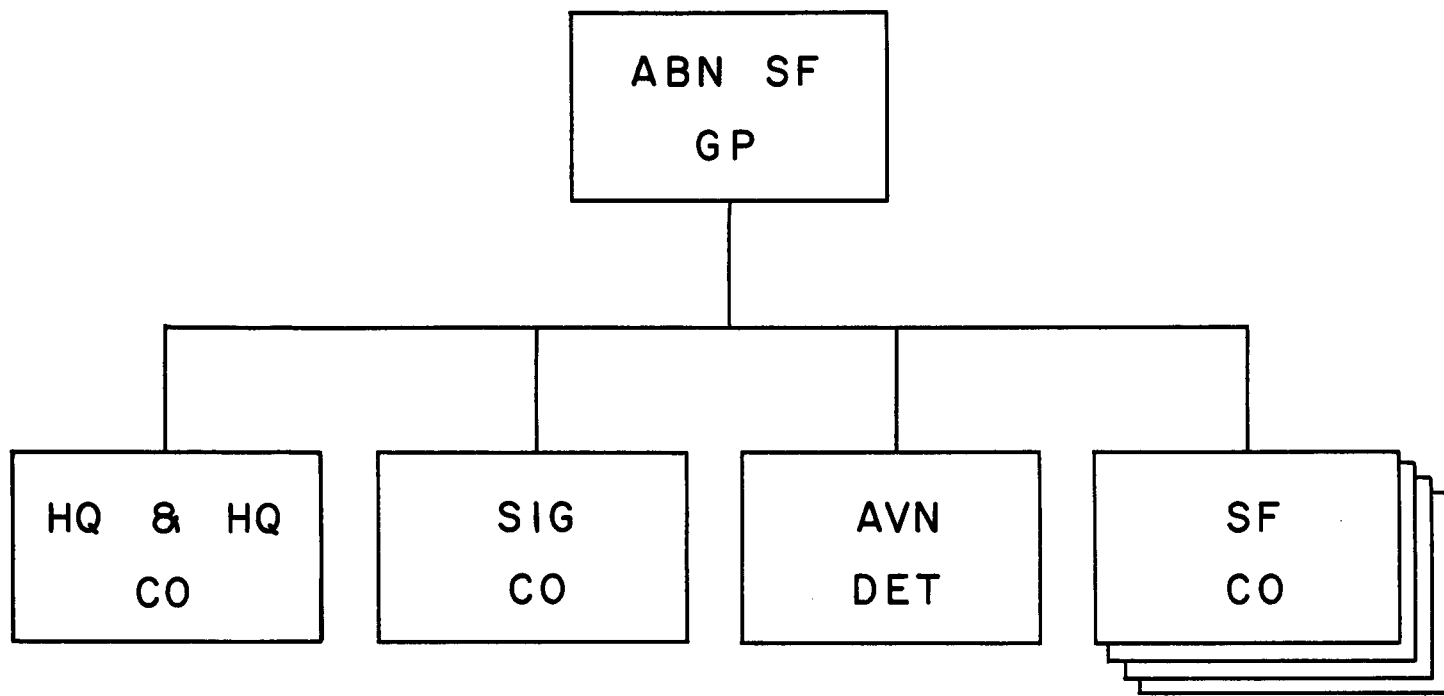 ABN SF
GP
HQ & HQ
CO
SIG
CO
AVN
DET
SF
CO